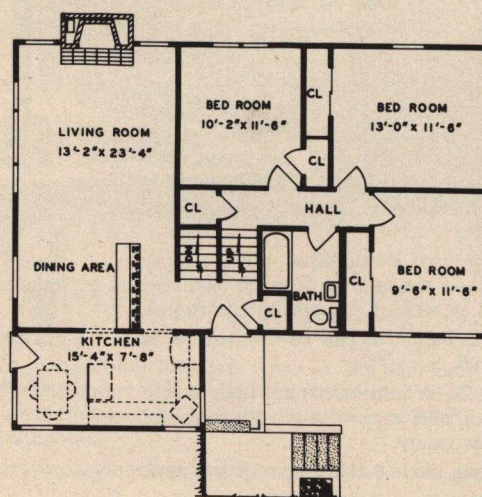 LIVING ROOM
13'-2" X 23'-4"
BED ROOM
10'-2" X 11'-6"
CL
CL
BED ROOM
13'-0" X 11'-6"
CL
HALL
DN
UP
DINING AREA
BATH
CL
CL
BED ROOM
9'-6" X 11'-6"
KITCHEN
15'-4" X 7'-8"